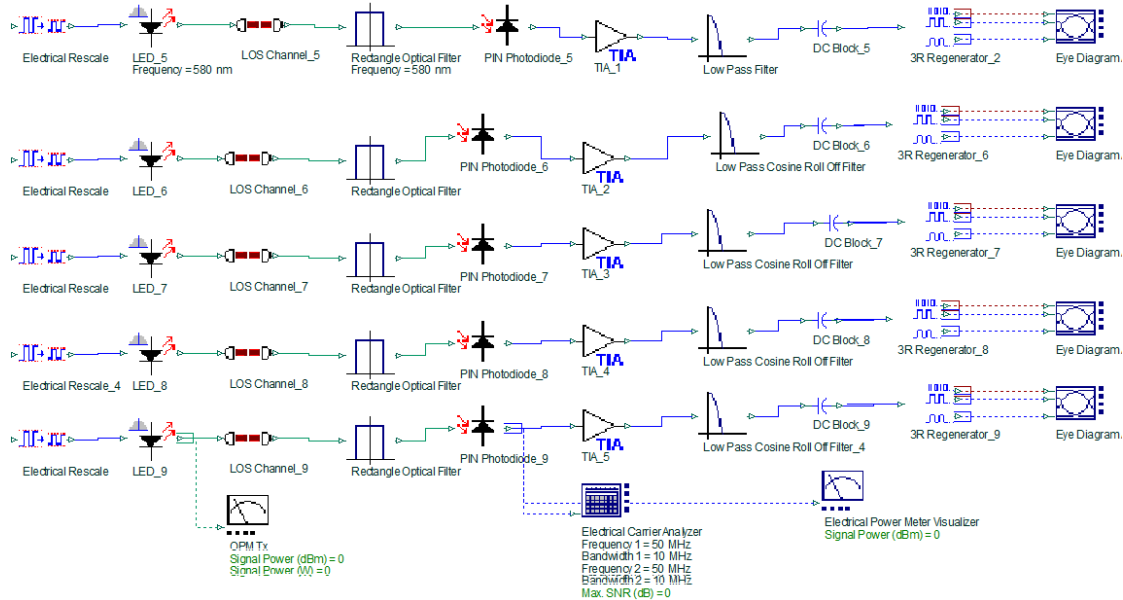 Electrical Rescale
LED_5
Frequency = 580 nm
LOS Channel_5
Rectangle Optical Filter
Frequency = 580 nm
PIN Photodiode_5
TIA
TIA_1
Low Pass Filter
DC Block_5
3R Regenerator_2
Eye Diagram.
Electrical Rescale
LED_6
LOS Channel_6
Rectangle Optical Filter
PIN Photodiode_6
TIA
TIA_2
Low Pass Cosine Roll Off Filter
DC Block_6
3R Regenerator_6
Eye Diagram.
Electrical Rescale
LED_7
LOS Channel_7
Rectangle Optical Filter
PIN Photodiode_7
TIA
TIA_3
Low Pass Cosine Roll Off Filter
DC Block_7
3R Regenerator_7
Eye Diagram.
Electrical Rescale_4
LED_8
LOS Channel_8
Rectangle Optical Filter
PIN Photodiode_8
TIA
TIA_4
Low Pass Cosine Roll Off Filter
DC Block_8
3R Regenerator_8
Eye Diagram.
Electrical Rescale
LED_9
LOS Channel_9
Rectangle Optical Filter
PIN Photodiode_9
TIA
TIA_5
Low Pass Cosine Roll Off Filter_4
DC Block_9
3R Regenerator_9
Eye Diagram.
OPM Tx
Signal Power (dBm) = 0
Signal Power (W) = 0
Electrical Carrier Analyzer
Frequency 1 = 50 MHz
Bandwidth 1 = 10 MHz
Frequency 2 = 50 MHz
Bandwidth 2 = 10 MHz
Max. SNR (dB) = 0
Electrical Power Meter Visualizer
Signal Power (dBm) = 0